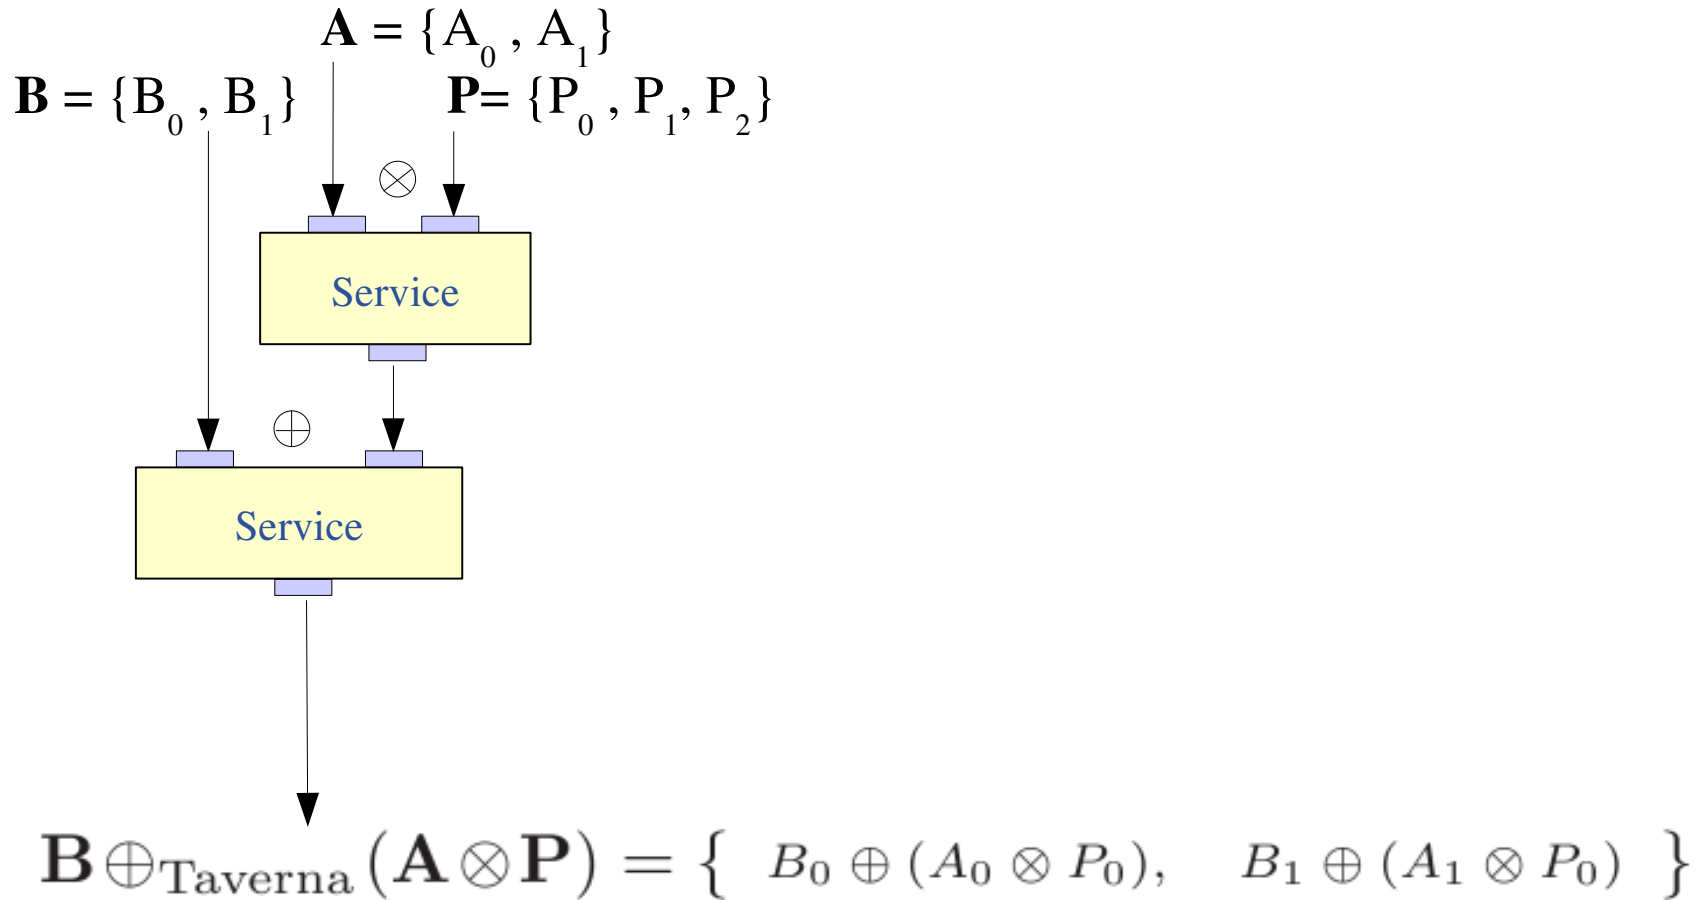 A = {A₀ , A₁}
B = {B₀ , B₁}
P= {P₀ , P₁, P₂}
⊗
Service
⊕
Service
B ⊕Taverna (A ⊗ P) = { B₀ ⊕ (A₀ ⊗ P₀), B₁ ⊕ (A₁ ⊗ P₀) }